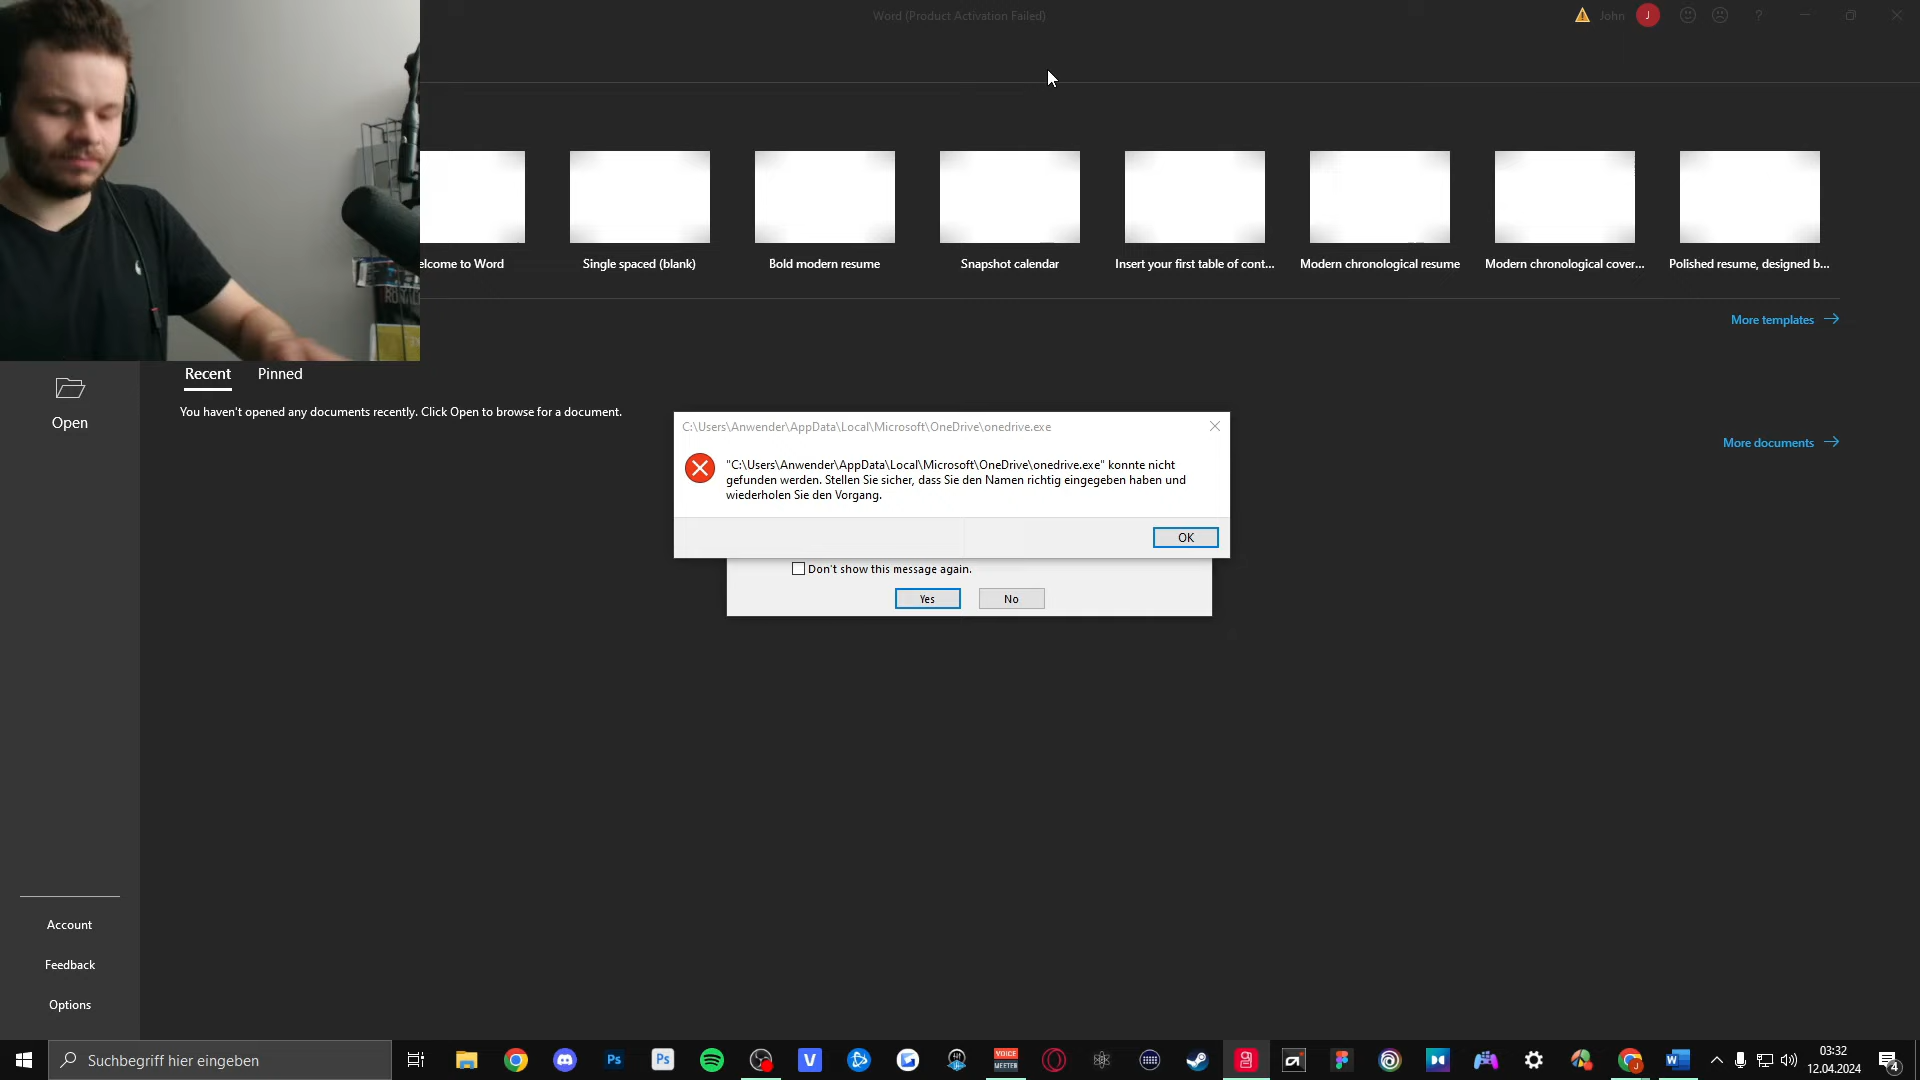 Word (Product Activation Failed)
John
J
?
elcome to Word
Single spaced (blank)
Bold modern resume
Snapshot calendar
Insert your first table of cont...
Modern chronological resume
Modern chronological cover...
Polished resume, designed b...
More templates
Recent
Pinned
You haven't opened any documents recently. Click Open to browse for a document.
Open
More documents
C:\Users\Anwender\AppData\Local\Microsoft\OneDrive\onedrive.exe
"C:\Users\Anwender\AppData\Local\Microsoft\OneDrive\onedrive.exe" konnte nicht
gefunden werden. Stellen Sie sicher, dass Sie den Namen richtig eingegeben haben und
wiederholen Sie den Vorgang.
OK
Don't show this message again.
Yes
No
Account
Feedback
Options
Suchbegriff hier eingeben
Ps
Ps
V
VOICE
MEETER
J
W
03:32
12.04.2024
4